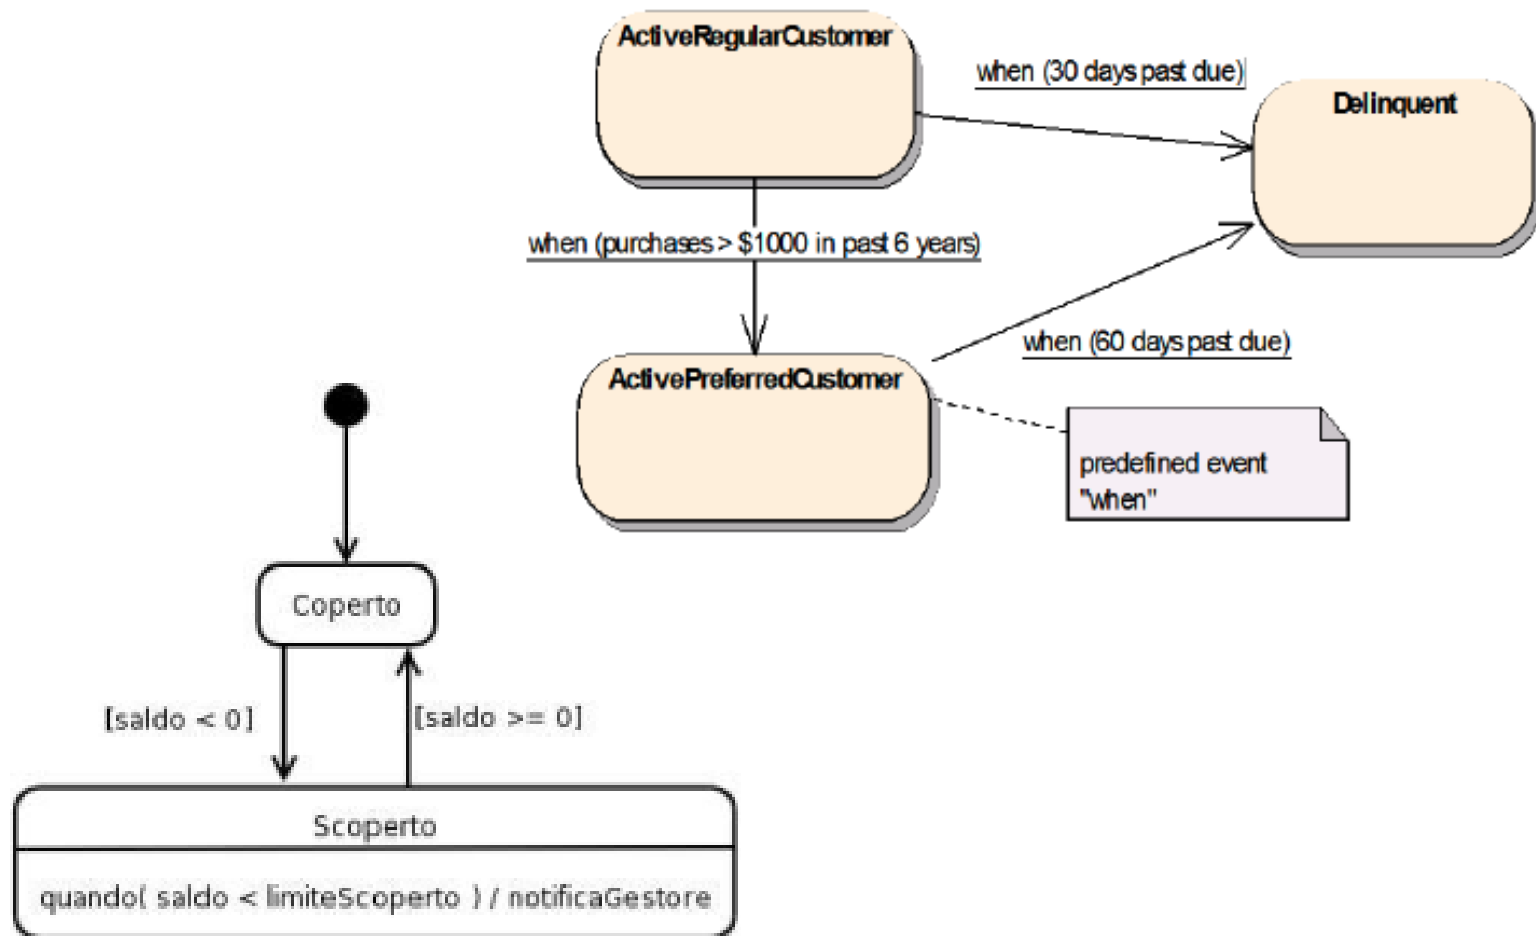 ActiveRegularCustomer
when (30 days past due)
Delinquent
when (purchases > $1000 in past 6 years)
when (60 days past due)
ActivePreferredCustomer
predefined event
"when"
Coperto
[saldo < 0]
[saldo >= 0]
Scoperto
quando( saldo < limiteScoperto ) / notificaGestore